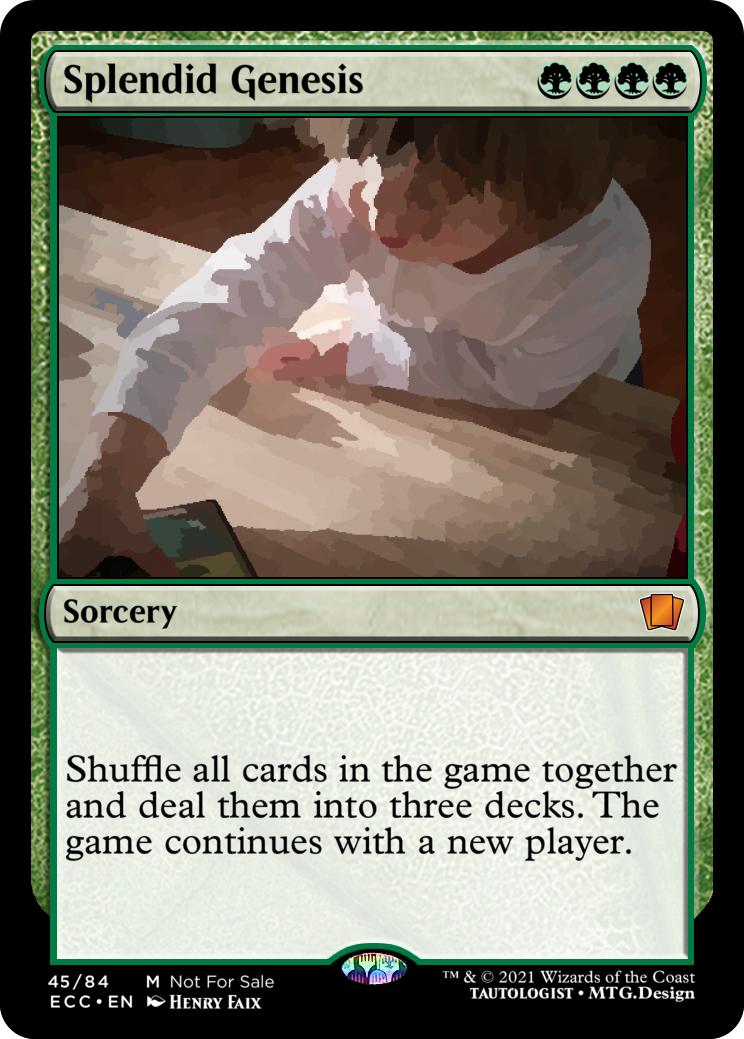 Splendid Genesis
Sorcery
Shuffle all cards in the game together
and deal them into three decks. The
game continues with a new player.
45/84 M Not For Sale
ECC • EN Henry Faix
™ & © 2021 Wizards of the Coast
TAUTOLOGIST • MTG.Design